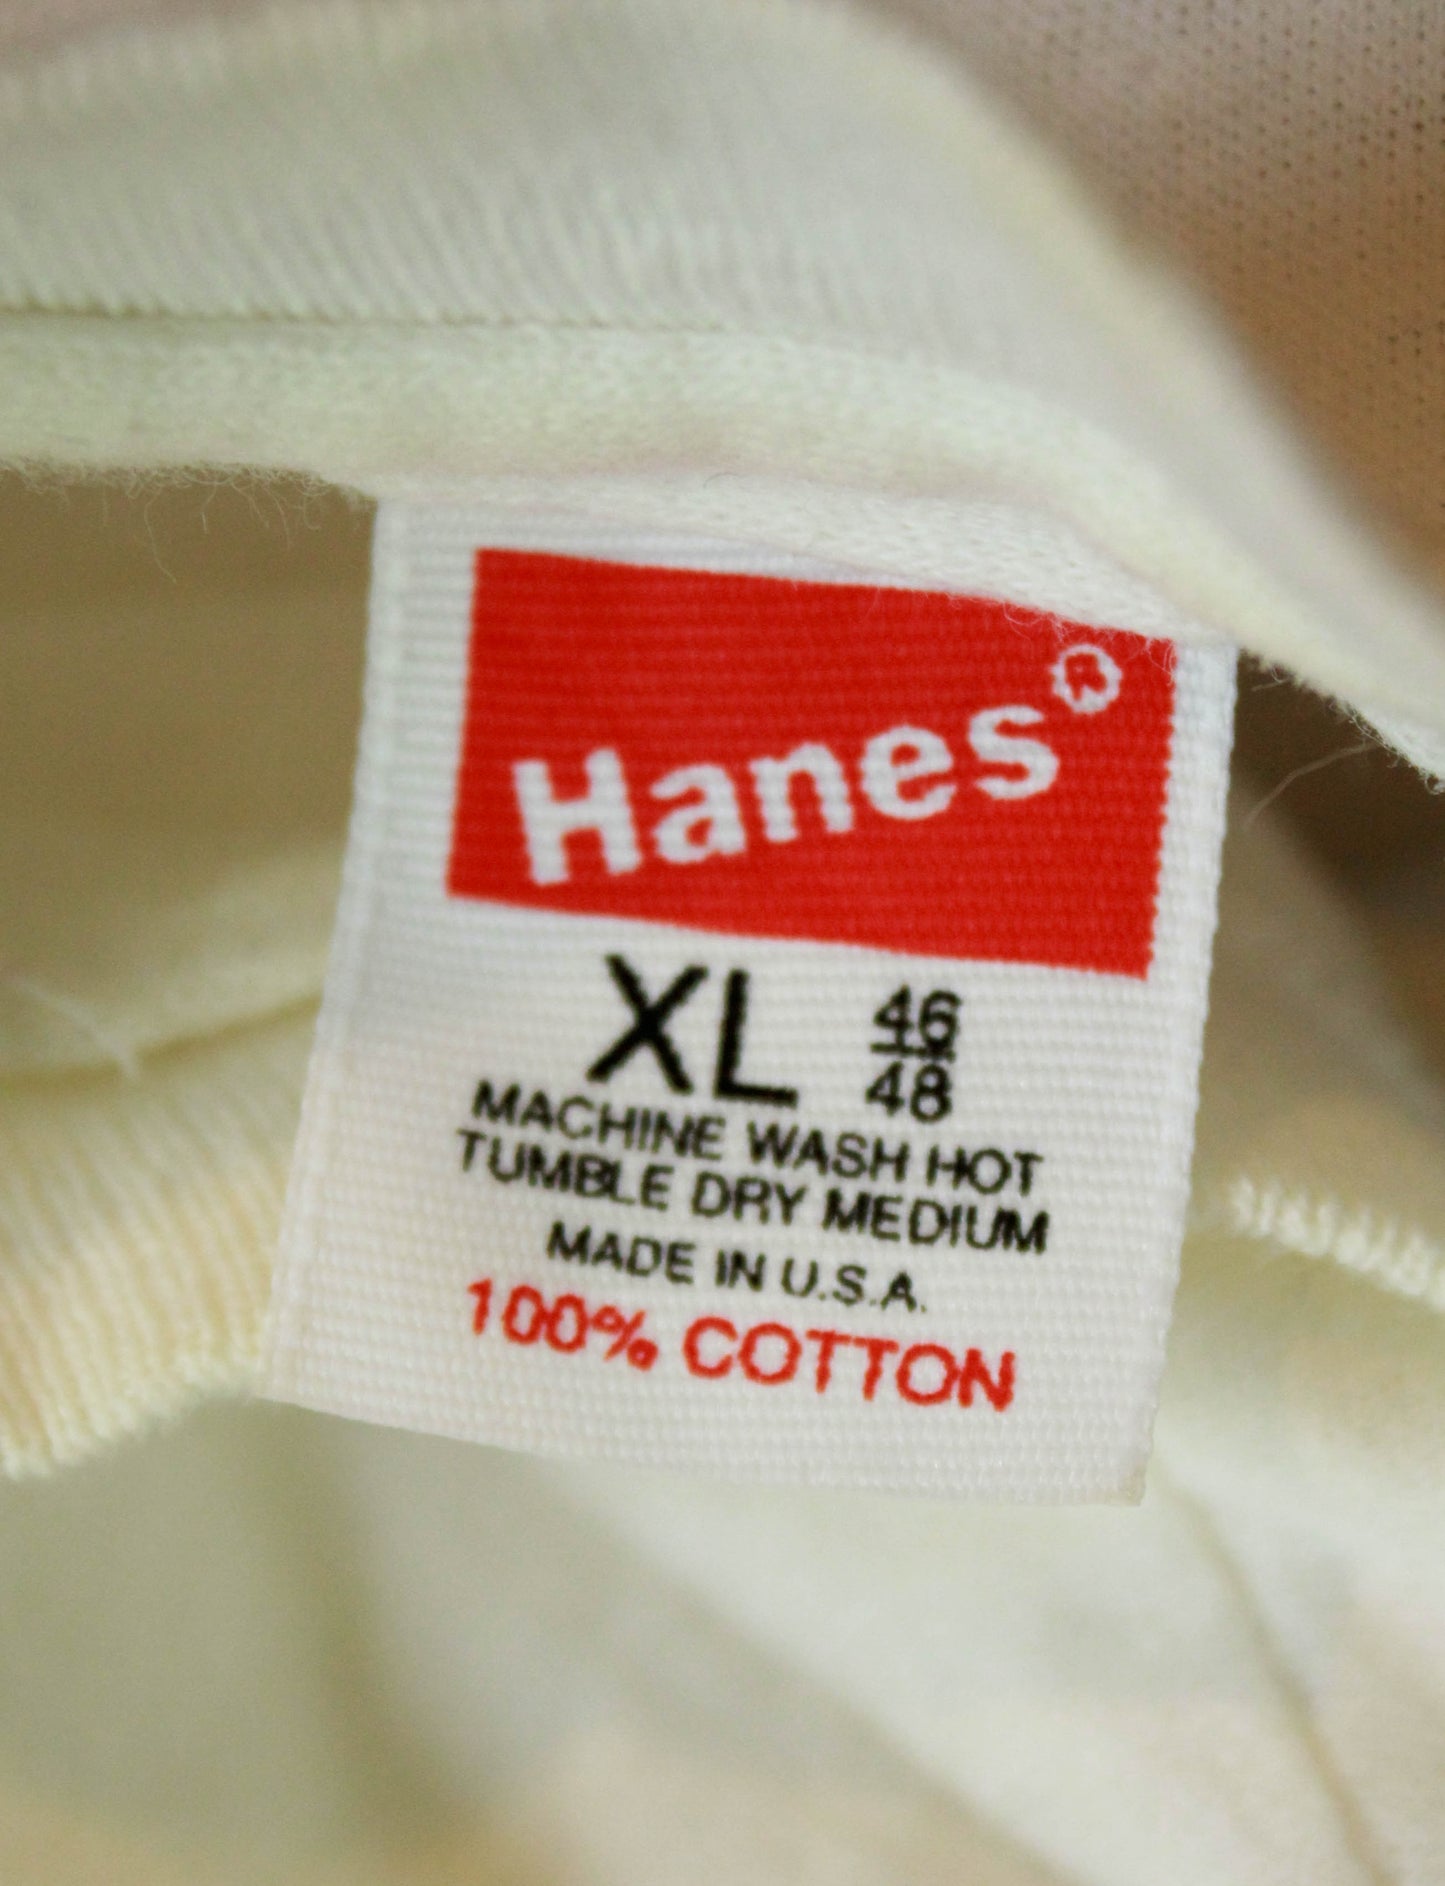 Hanes®
XL 46
48
MACHINE WASH HOT
TUMBLE DRY MEDIUM
MADE IN U.S.A.
100% COTTON